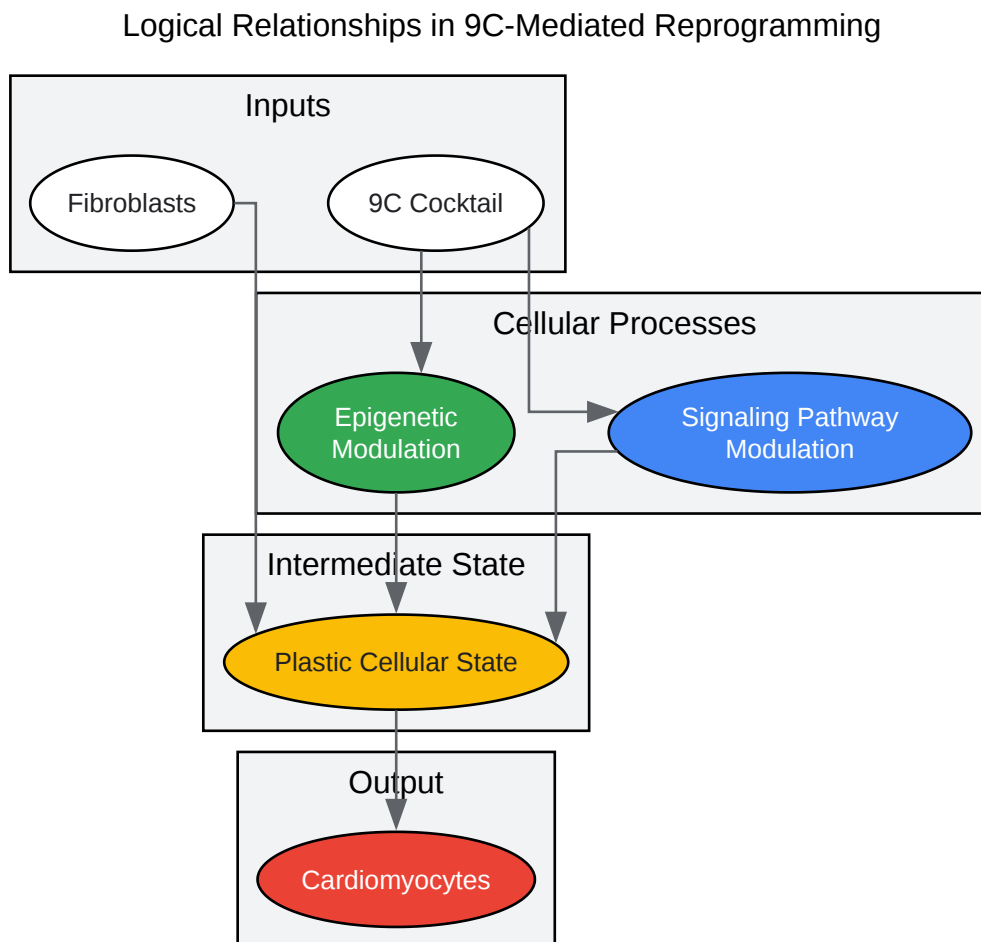 Logical Relationships in 9C-Mediated Reprogramming
Inputs
Fibroblasts
9C Cocktail
Cellular Processes
Epigenetic
Modulation
Signaling Pathway
Modulation
Intermediate State
Plastic Cellular State
Output
Cardiomyocytes